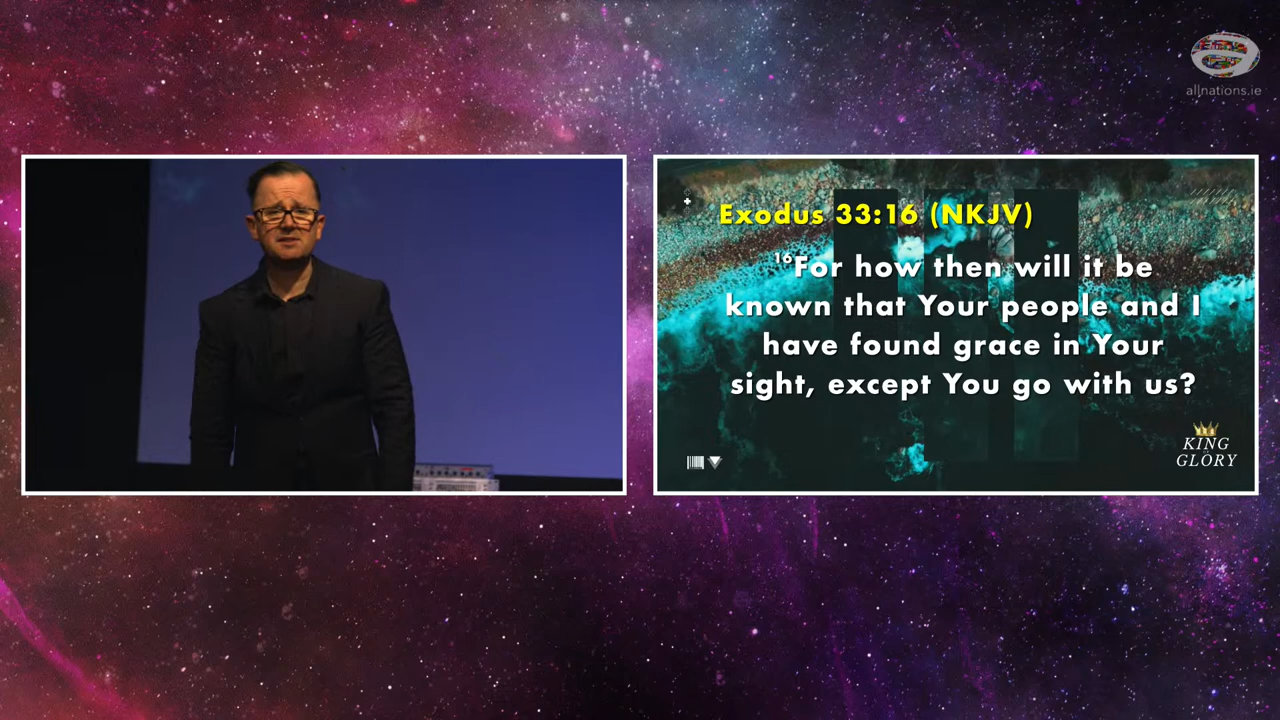 allnations.ie
Exodus 33:16 (NKJV)
16For how then will it be
known that Your people and I
have found grace in Your
sight, except You go with us?
KING
GLORY